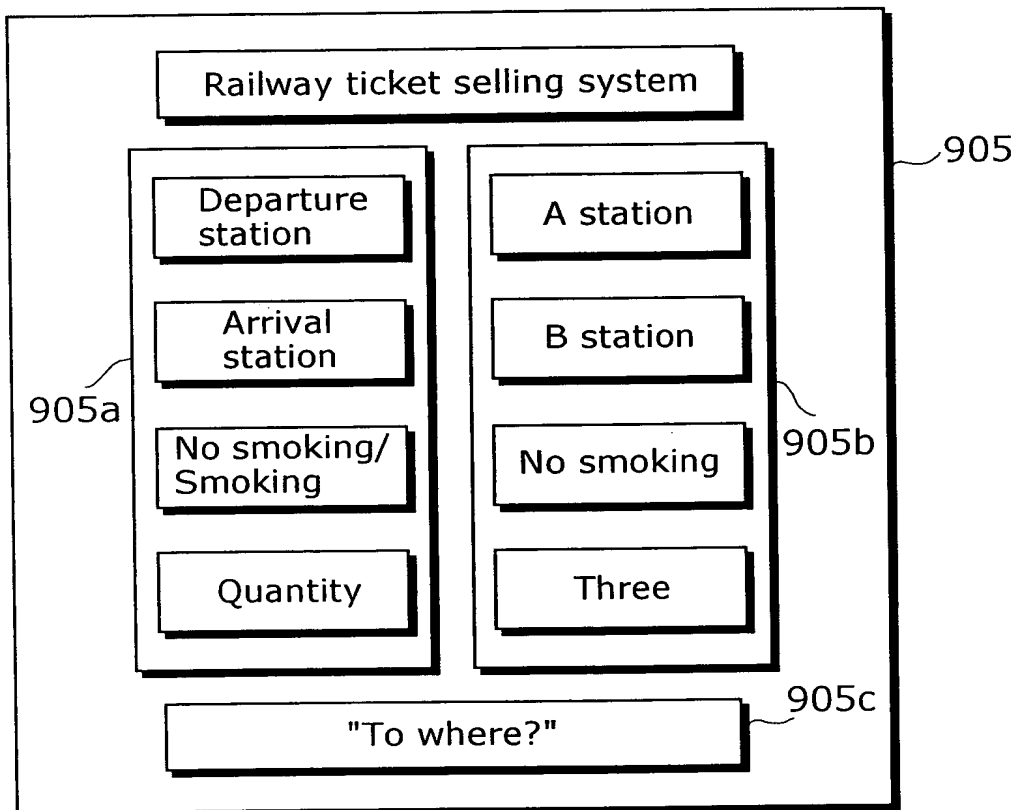 Railway ticket selling system
905
Departure
station
A station
Arrival
station
B station
905a
905b
No smoking/
Smoking
No smoking
Quantity
Three
905c
"To where?"